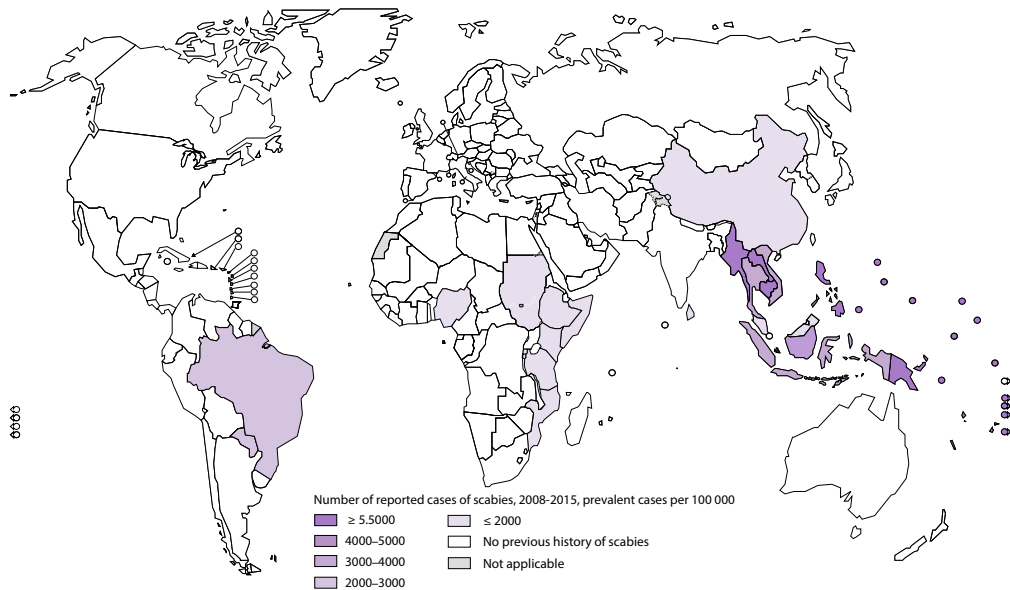 Number of reported cases of scabies, 2008-2015, prevalent cases per 100 000
≥ 5.5000
4000–5000
3000–4000
2000–3000
≤ 2000
No previous history of scabies
Not applicable